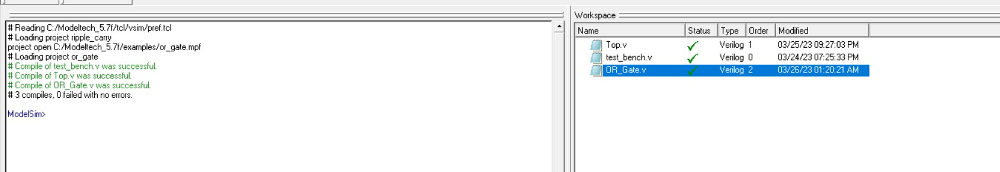 # Reading C:/Modeltech_5.7f/tcl/vsim/pref.tcl
# Loading project ripple_carry
project open C:/Modeltech_5.7f/examples/or_gate.mpf
# Loading project or_gate
# Compile of test_bench.v was successful.
# Compile of Top.v was successful.
# Compile of OR_Gate.v was successful.
# 3 compiles, 0 failed with no errors.
ModelSim>
Workspace
Name Status Type Order Modified
Top.v Verilog 1 03/25/23 09:27:03 PM
test_bench.v Verilog 0 03/24/23 07:25:33 PM
OR_Gate.v Verilog 2 03/26/23 01:20:21 AM